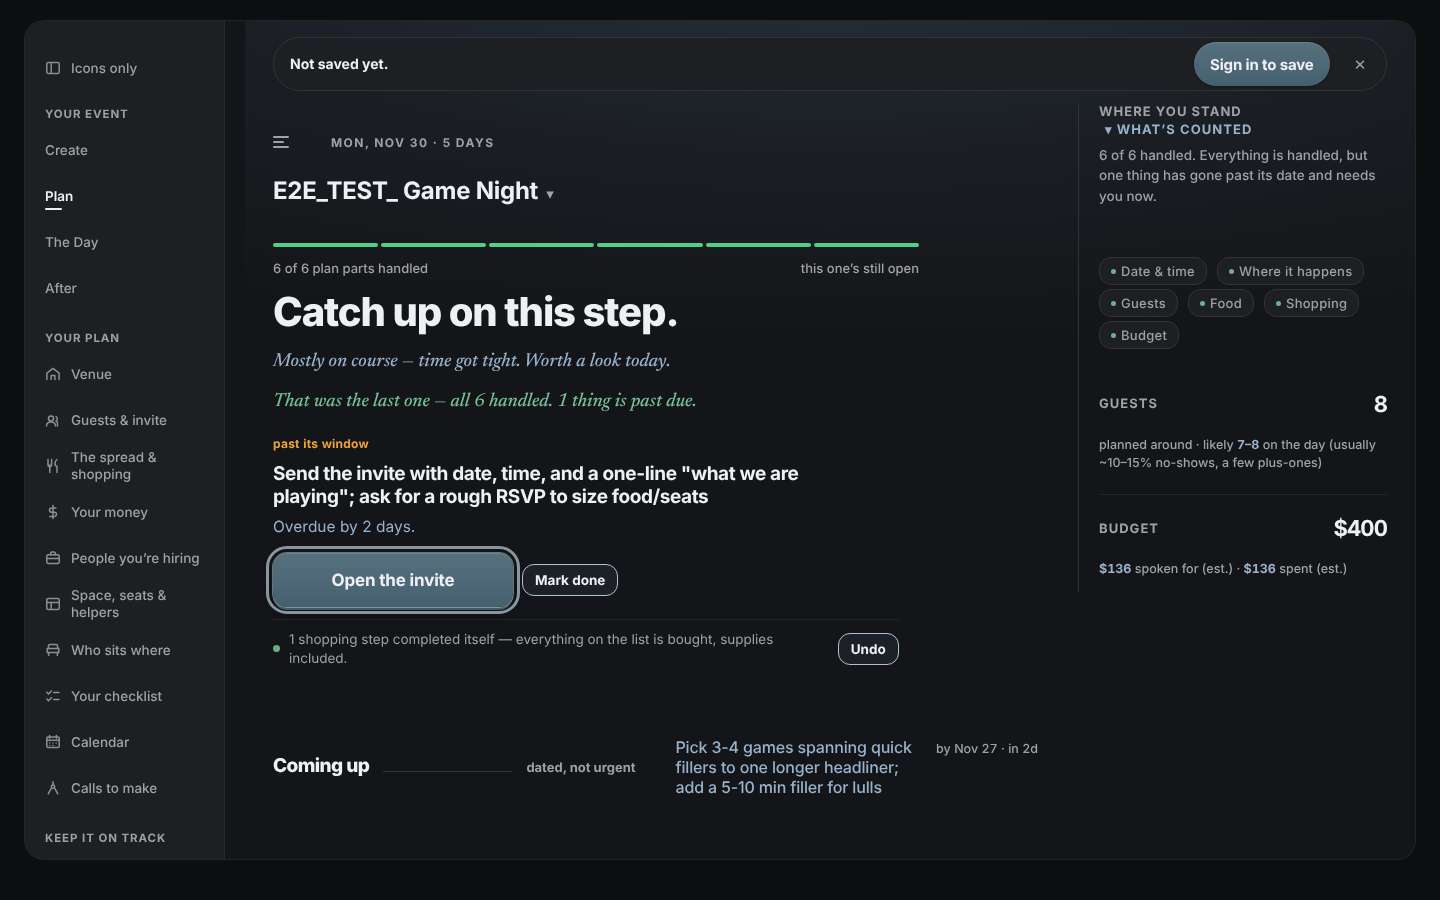 Icons only
YOUR EVENT
Create
Plan
The Day
After
YOUR PLAN
Venue
Guests & invite
The spread &
shopping
Your money
People you’re hiring
Space, seats &
helpers
Who sits where
Your checklist
Calendar
Calls to make
KEEP IT ON TRACK
Not saved yet.
Sign in to save
×
MON, NOV 30 · 5 DAYS
E2E_TEST_ Game Night ▾
6 of 6 plan parts handled
this one’s still open
Catch up on this step.
Mostly on course — time got tight. Worth a look today.
That was the last one — all 6 handled. 1 thing is past due.
past its window
Send the invite with date, time, and a one-line "what we are
playing"; ask for a rough RSVP to size food/seats
Overdue by 2 days.
Open the invite
Mark done
1 shopping step completed itself — everything on the list is bought, supplies
included.
Undo
Coming up
dated, not urgent
Pick 3-4 games spanning quick
fillers to one longer headliner;
add a 5-10 min filler for lulls
by Nov 27 · in 2d
WHERE YOU STAND
▾ WHAT’S COUNTED
6 of 6 handled. Everything is handled, but
one thing has gone past its date and needs
you now.
Date & time
Where it happens
Guests
Food
Shopping
Budget
GUESTS
8
planned around · likely 7–8 on the day (usually
~10–15% no-shows, a few plus-ones)
BUDGET
$400
$136 spoken for (est.) · $136 spent (est.)